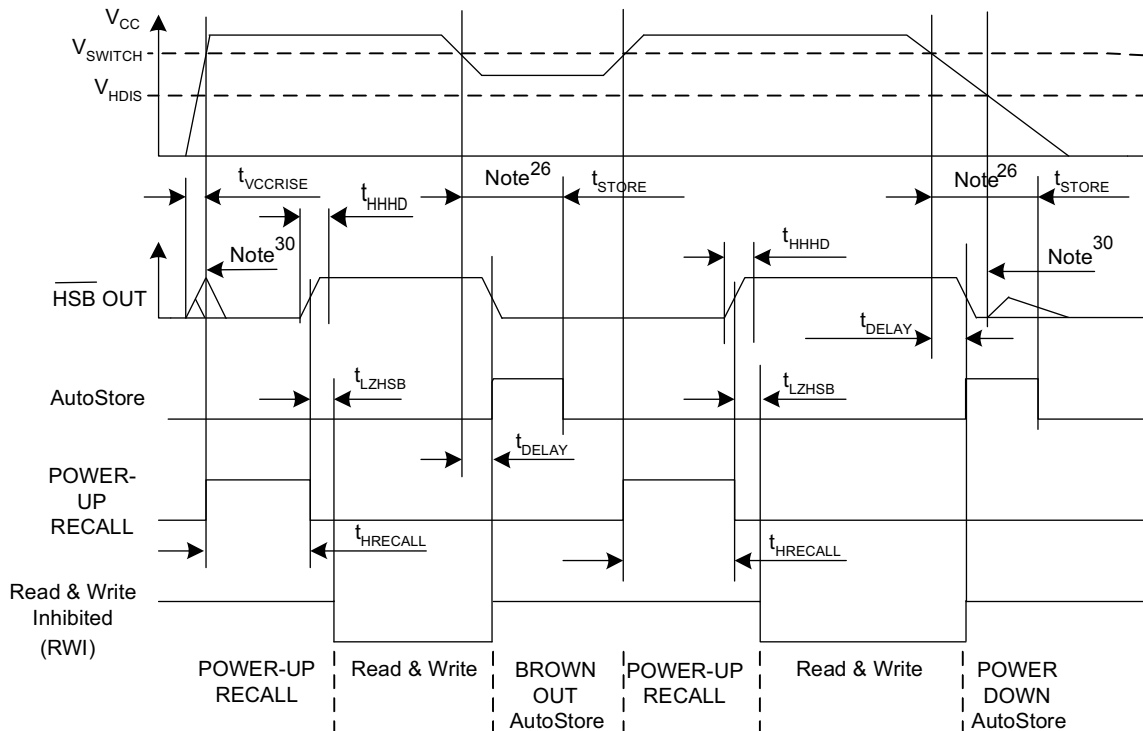 VCC
VSWITCH
VHDIS
tVCCRISE
Note26
tSTORE
Note26
tSTORE
tHHHD
tHHHD
Note30
Note30
HSB OUT
tDELAY
tLZHSB
tLZHSB
AutoStore
tDELAY
POWER-
UP
RECALL
tHRECALL
tHRECALL
Read & Write
Inhibited
(RWI)
POWER-UP
RECALL
Read & Write
BROWN
OUT
AutoStore
POWER-UP
RECALL
Read & Write
POWER
DOWN
AutoStore